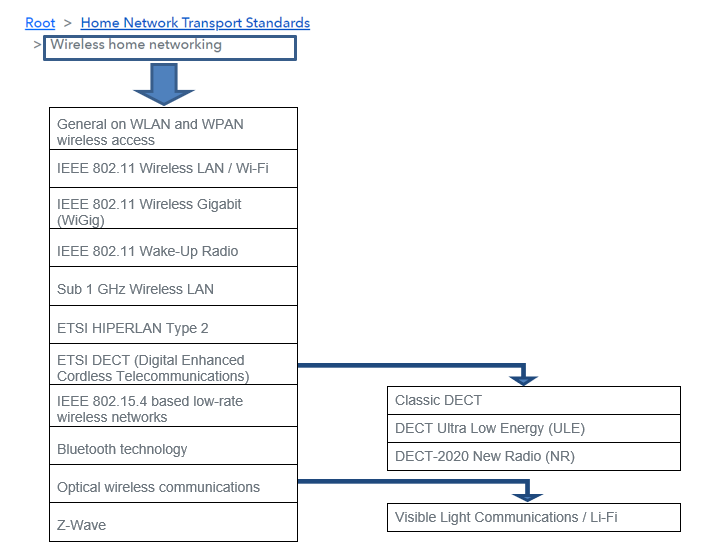 Root > Home Network Transport Standards
> Wireless home networking
General on WLAN and WPAN
wireless access
IEEE 802.11 Wireless LAN / Wi-Fi
IEEE 802.11 Wireless Gigabit
(WiGig)
IEEE 802.11 Wake-Up Radio
Sub 1 GHz Wireless LAN
ETSI HIPERLAN Type 2
ETSI DECT (Digital Enhanced
Cordless Telecommunications)
IEEE 802.15.4 based low-rate
wireless networks
Bluetooth technology
Optical wireless communications
Z-Wave
Classic DECT
DECT Ultra Low Energy (ULE)
DECT-2020 New Radio (NR)
Visible Light Communications / Li-Fi